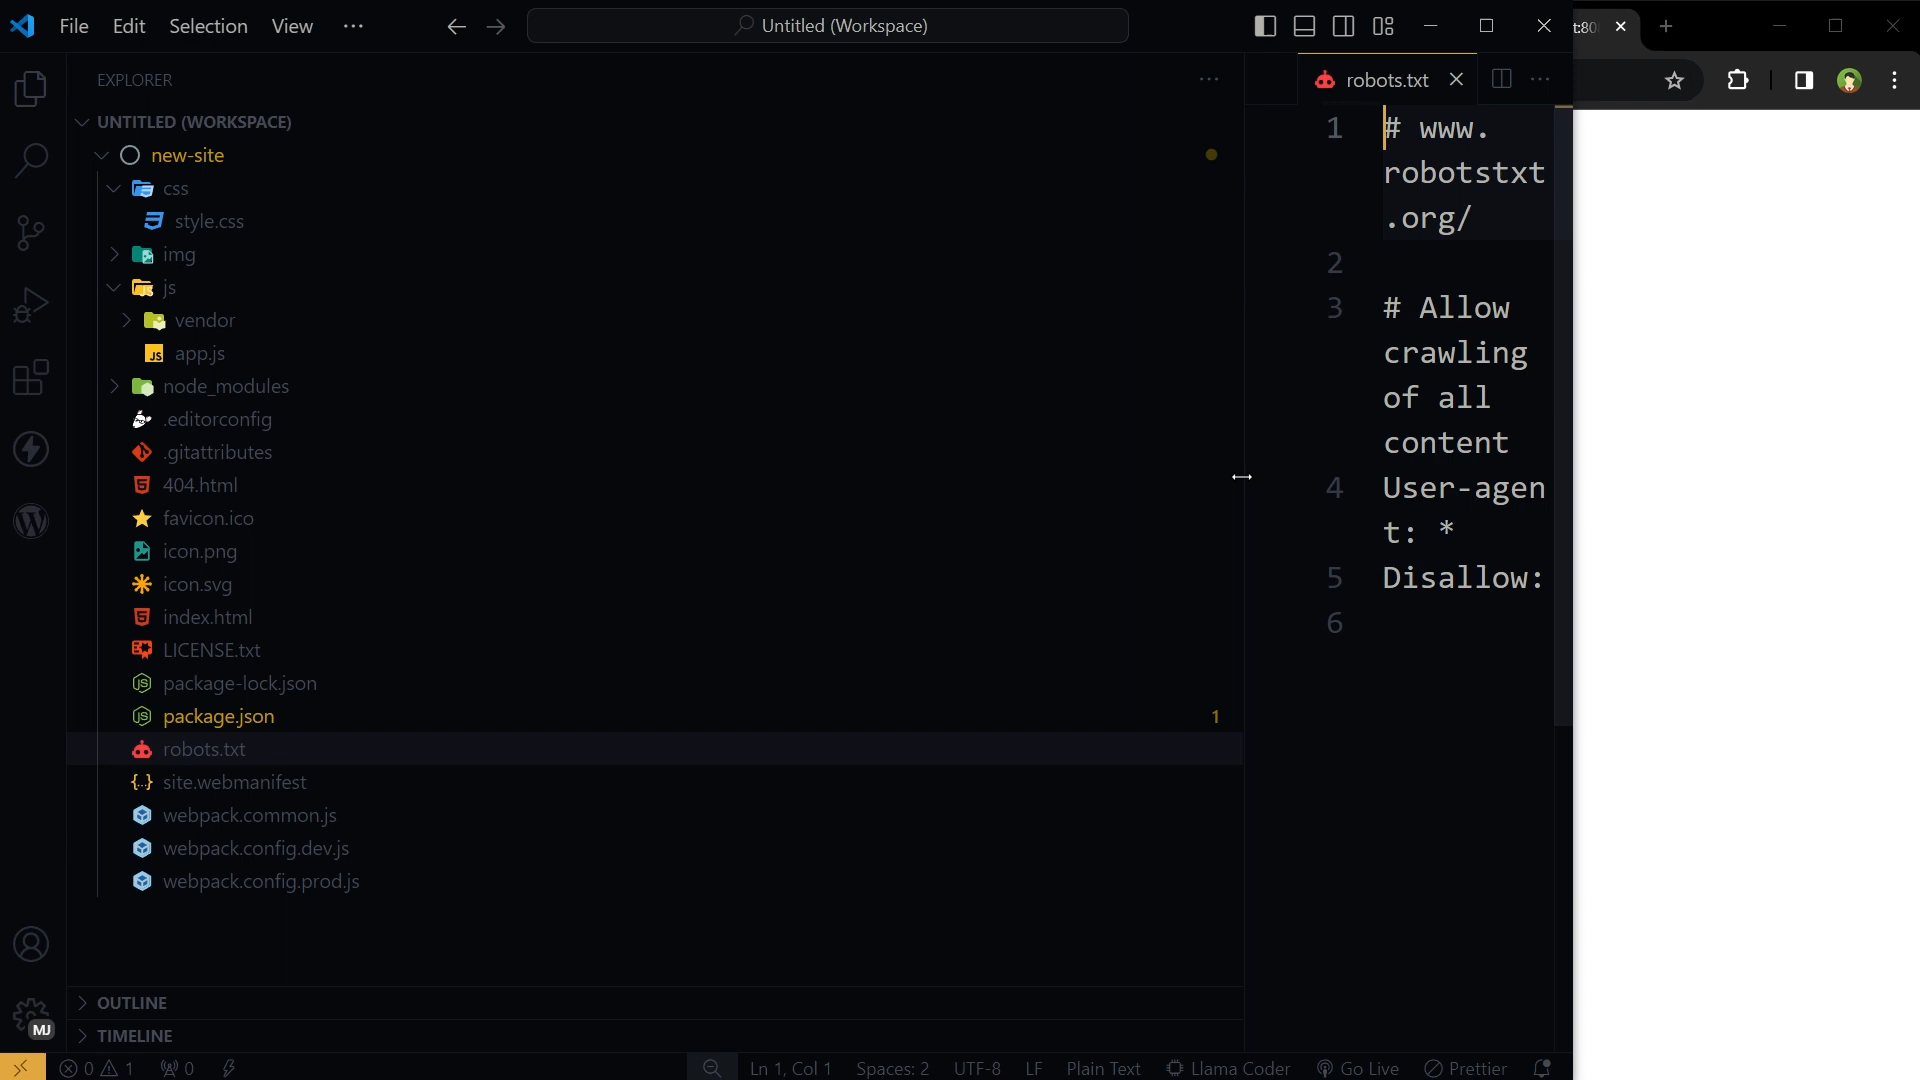 File Edit Selection View ··· Untitled (Workspace)
EXPLORER
UNTITLED (WORKSPACE)
new-site
css
style.css
img
js
vendor
app.js
node_modules
.editorconfig
.gitattributes
404.html
favicon.ico
icon.png
icon.svg
index.html
LICENSE.txt
package-lock.json
package.json 1
robots.txt
site.webmanifest
webpack.common.js
webpack.config.dev.js
webpack.config.prod.js
OUTLINE
TIMELINE
MJ
robots.txt
1 # www.
robotstxt
.org/
2
3 # Allow
crawling
of all
content
4 User-agen
t: *
5 Disallow:
6
t:80
0 1 0 Ln 1, Col 1 Spaces: 2 UTF-8 LF Plain Text Llama Coder Go Live Prettier